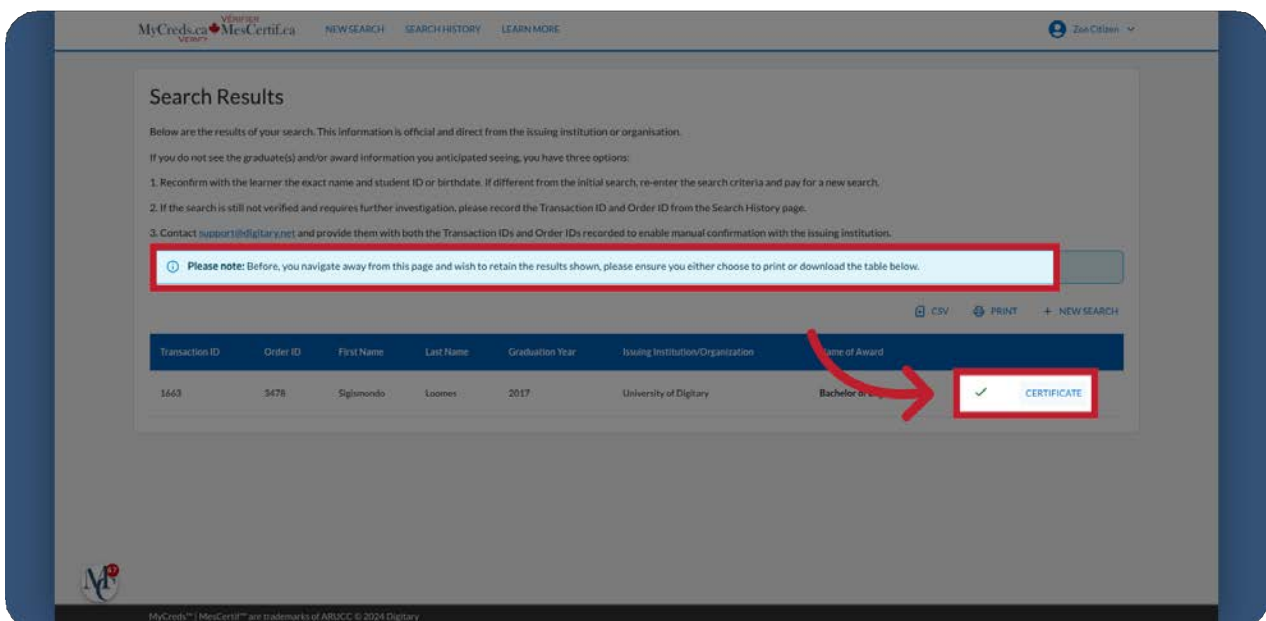 VÉRIFIER
MyCreds.ca MesCertif.ca
VERIFY
NEW SEARCH SEARCH HISTORY LEARN MORE
Zoe Citizen
Search Results
Below are the results of your search. This information is official and direct from the issuing institution or organisation.
If you do not see the graduate(s) and/or award information you anticipated seeing, you have three options:
1. Reconfirm with the learner the exact name and student ID or birthdate. If different from the initial search, re-enter the search criteria and pay for a new search.
2. If the search is still not verified and requires further investigation, please record the Transaction ID and Order ID from the Search History page.
3. Contact support@digitary.net and provide them with both the Transaction IDs and Order IDs recorded to enable manual confirmation with the issuing institution.
Please note: Before, you navigate away from this page and wish to retain the results shown, please ensure you either choose to print or download the table below.
CSV PRINT + NEW SEARCH
Transaction ID Order ID First Name Last Name Graduation Year Issuing Institution/Organization Name of Award
1663 3478 Sigismondo Loomes 2017 University of Digitary Bachelor of CERTIFICATE
MC 47
MyCreds™ | MesCertif™ are trademarks of ARUCC © 2024 Digitary